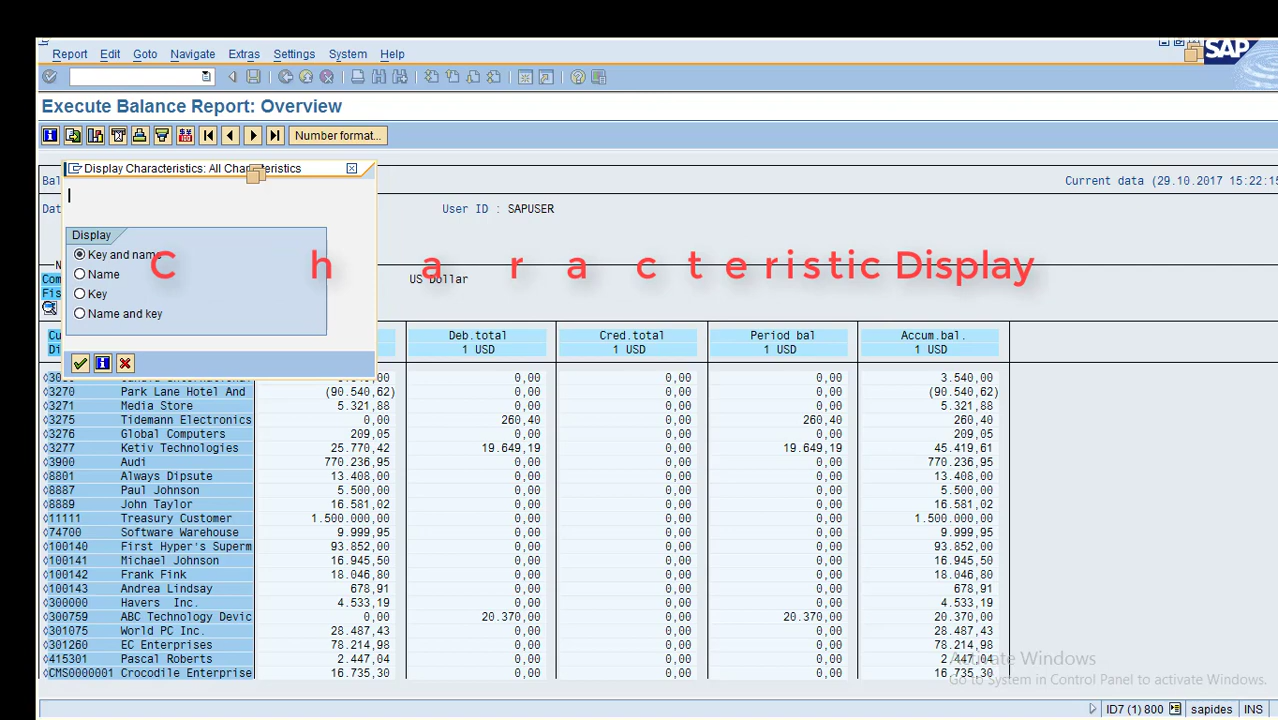 Report Edit Goto Navigate Extras Settings System Help
SAP
Execute Balance Report: Overview
Number format...
Display Characteristics: All Characteristics
Bal
Current data (29.10.2017 15:22:15
Dat
User ID : SAPUSER
Display
Key and name
Name
Key
Name and key
Characteristic Display
N
Com
US Dollar
Fis
Cu Deb.total Cred.total Period bal Accum.bal.
Di 1 USD 1 USD 1 USD 1 USD
0,00 0,00 0,00 3.540,00
◊3270 Park Lane Hotel And (90.540,62) 0,00 0,00 0,00 (90.540,62)
◊3271 Media Store 5.321,88 0,00 0,00 0,00 5.321,88
◊3275 Tidemann Electronics 0,00 260,40 0,00 260,40 260,40
◊3276 Global Computers 209,05 0,00 0,00 0,00 209,05
◊3277 Ketiv Technologies 25.770,42 19.649,19 0,00 19.649,19 45.419,61
◊3900 Audi 770.236,95 0,00 0,00 0,00 770.236,95
◊8801 Always Dipsute 13.408,00 0,00 0,00 0,00 13.408,00
◊8887 Paul Johnson 5.500,00 0,00 0,00 0,00 5.500,00
◊8889 John Taylor 16.581,02 0,00 0,00 0,00 16.581,02
◊11111 Treasury Customer 1.500.000,00 0,00 0,00 0,00 1.500.000,00
◊74700 Software Warehouse 9.999,95 0,00 0,00 0,00 9.999,95
◊100140 First Hyper's Superm 93.852,00 0,00 0,00 0,00 93.852,00
◊100141 Michael Johnson 16.945,50 0,00 0,00 0,00 16.945,50
◊100142 Frank Fink 18.046,80 0,00 0,00 0,00 18.046,80
◊100143 Andrea Lindsay 678,91 0,00 0,00 0,00 678,91
◊300000 Havers Inc. 4.533,19 0,00 0,00 0,00 4.533,19
◊300759 ABC Technology Devic 0,00 20.370,00 0,00 20.370,00 20.370,00
◊301075 World PC Inc. 28.487,43 0,00 0,00 0,00 28.487,43
◊301260 EC Enterprises 78.214,98 0,00 0,00 0,00 78.214,98
◊415301 Pascal Roberts 2.447,04 0,00 0,00 0,00 2.447,04
◊CMS0000001 Crocodile Enterprise 16.735,30 0,00 0,00 0,00 16.735,30
Activate Windows
Go to System in Control Panel to activate Windows.
ID7 (1) 800 sapides INS